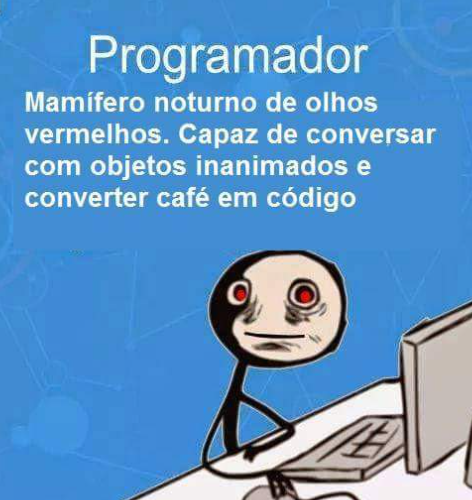 Programador
Mamífero noturno de olhos
vermelhos. Capaz de conversar
com objetos inanimados e
converter café em código